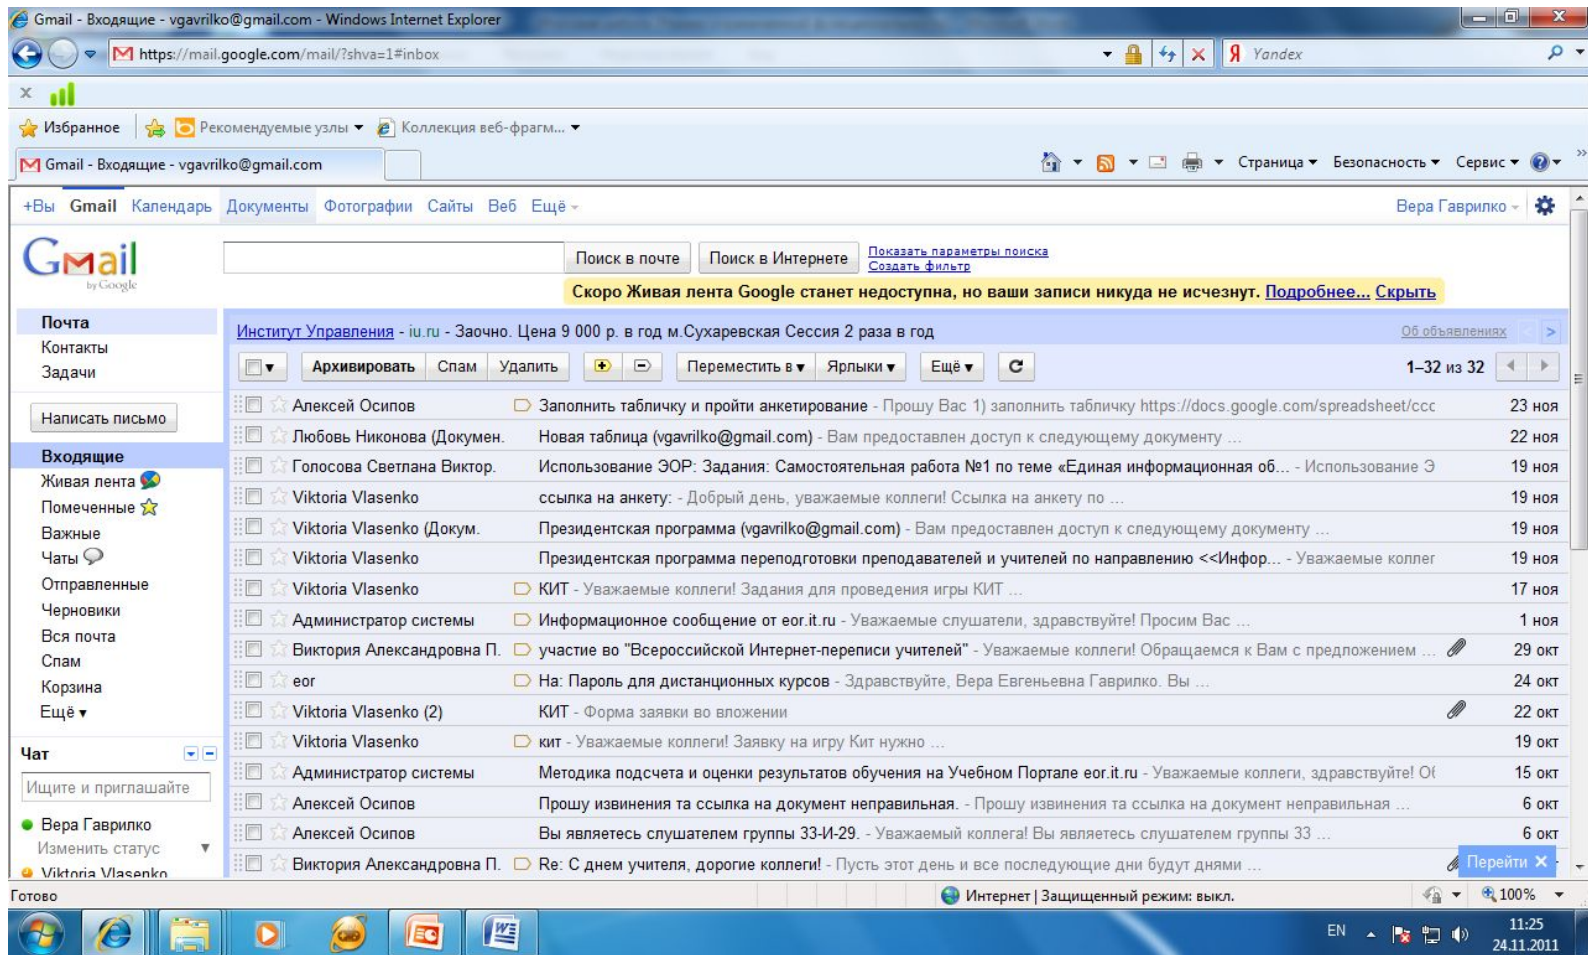 Gmail - Входящие - vgavrilko@gmail.com - Windows Internet Explorer
https://mail.google.com/mail/?shva=1#inbox
Я Yandex
x
Избранное Рекомендуемые узлы Коллекция веб-фрагм...
Gmail - Входящие - vgavrilko@gmail.com Страница Безопасность Сервис
+Вы Gmail Календарь Документы Фотографии Сайты Веб Ещё Вера Гаврилко
Gmail
by Google
Поиск в почте Поиск в Интернете Показать параметры поиска
Создать фильтр
Скоро Живая лента Google станет недоступна, но ваши записи никуда не исчезнут. Подробнее... Скрыть
Почта
Контакты
Задачи
Написать письмо
Входящие
Живая лента
Помеченные
Важные
Чаты
Отправленные
Черновики
Вся почта
Спам
Корзина
Ещё
Чат
Ищите и приглашайте
Вера Гаврилко
Изменить статус
Viktoria Vlasenko
Институт Управления - iu.ru - Заочно. Цена 9 000 р. в год м.Сухаревская Сессия 2 раза в год Об объявлениях < >
Архивировать Спам Удалить Переместить в Ярлыки Ещё 1–32 из 32
Алексей Осипов Заполнить табличку и пройти анкетирование - Прошу Вас 1) заполнить табличку https://docs.google.com/spreadsheet/ccc 23 ноя
Любовь Никонова (Докумен. Новая таблица (vgavrilko@gmail.com) - Вам предоставлен доступ к следующему документу ... 22 ноя
Голосова Светлана Виктор. Использование ЭОР: Задания: Самостоятельная работа №1 по теме «Единая информационная об... - Использование Э 19 ноя
Viktoria Vlasenko ссылка на анкету: - Добрый день, уважаемые коллеги! Ссылка на анкету по ... 19 ноя
Viktoria Vlasenko (Докум. Президентская программа (vgavrilko@gmail.com) - Вам предоставлен доступ к следующему документу ... 19 ноя
Viktoria Vlasenko Президентская программа переподготовки преподавателей и учителей по направлению <<Инфор... - Уважаемые коллег 19 ноя
Viktoria Vlasenko КИТ - Уважаемые коллеги! Задания для проведения игры КИТ ... 17 ноя
Администратор системы Информационное сообщение от eor.it.ru - Уважаемые слушатели, здравствуйте! Просим Вас ... 1 ноя
Виктория Александровна П. участие во "Всероссийской Интернет-переписи учителей" - Уважаемые коллеги! Обращаемся к Вам с предложением ... 29 окт
eor На: Пароль для дистанционных курсов - Здравствуйте, Вера Евгеньевна Гаврилко. Вы ... 24 окт
Viktoria Vlasenko (2) КИТ - Форма заявки во вложении 22 окт
Viktoria Vlasenko кит - Уважаемые коллеги! Заявку на игру Кит нужно ... 19 окт
Администратор системы Методика подсчета и оценки результатов обучения на Учебном Портале eor.it.ru - Уважаемые коллеги, здравствуйте! Об 15 окт
Алексей Осипов Прошу извинения та ссылка на документ неправильная. - Прошу извинения та ссылка на документ неправильная ... 6 окт
Алексей Осипов Вы являетесь слушателем группы 33-И-29. - Уважаемый коллега! Вы являетесь слушателем группы 33 ... 6 окт
Виктория Александровна П. Re: С днем учителя, дорогие коллеги! - Пусть этот день и все последующие дни будут днями ...
Перейти
Готово Интернет | Защищенный режим: выкл. 100%
EN 11:25
24.11.2011